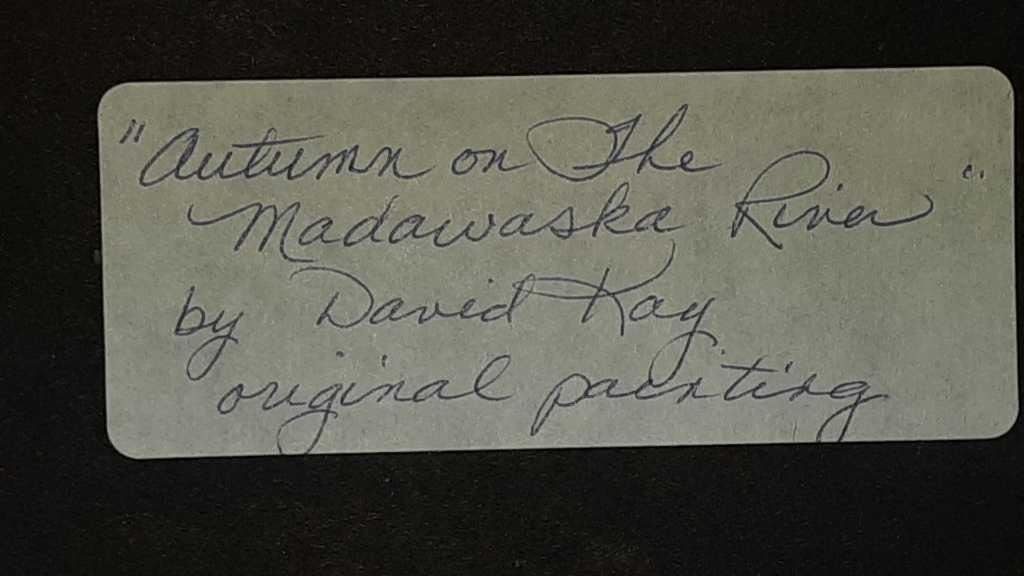 "Autumn on The
Madawaska River"
by David Kay
original painting